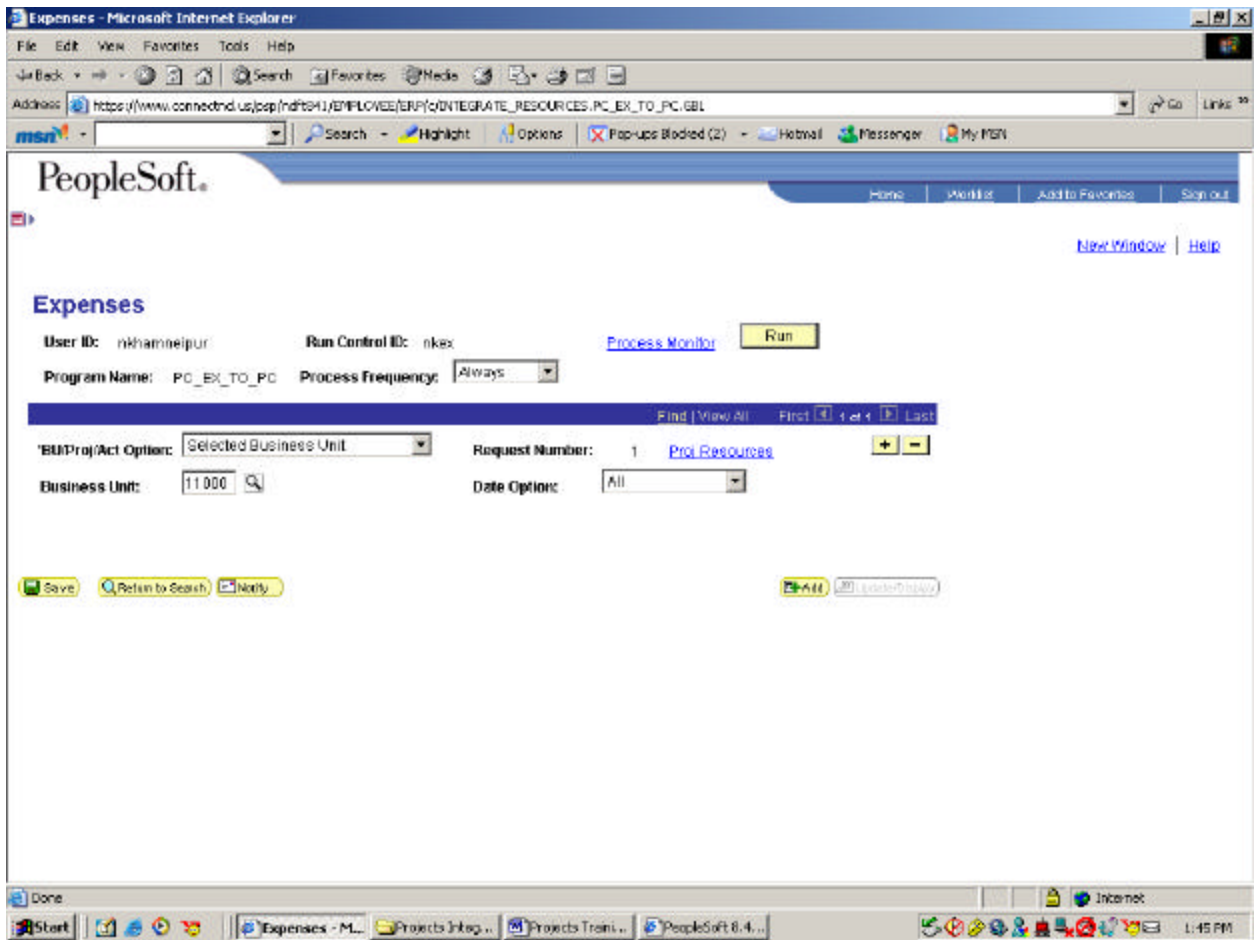 Expenses - Microsoft Internet Explorer
File Edit View Favorites Tools Help
Back Search Favorites Media
Address https://www.connectnd.us/psp/ndfts41/EMPLOYEE/ERP/c/INTEGRATE_RESOURCES.PC_EX_TO_PC.GBL Go Links »
msn Search Highlight Options Pop-ups Blocked (2) Hotmail Messenger My MSN
PeopleSoft.
Home Worklist Add to Favorites Sign out
New Window Help
Expenses
User ID: nkhamneipur Run Control ID: nkex Process Monitor Run
Program Name: PC_EX_TO_PC Process Frequency: Always
Find | View All First 1 of 1 Last
*BU/Proj/Act Option: Selected Business Unit Request Number: 1 Proj Resources + -
Business Unit: 11000 Date Option: All
Save Return to Search Notify Add Update/Display
Done Internet
Start Expenses - M... Projects Integ... Projects Traini... PeopleSoft 8.4... 1:45 PM